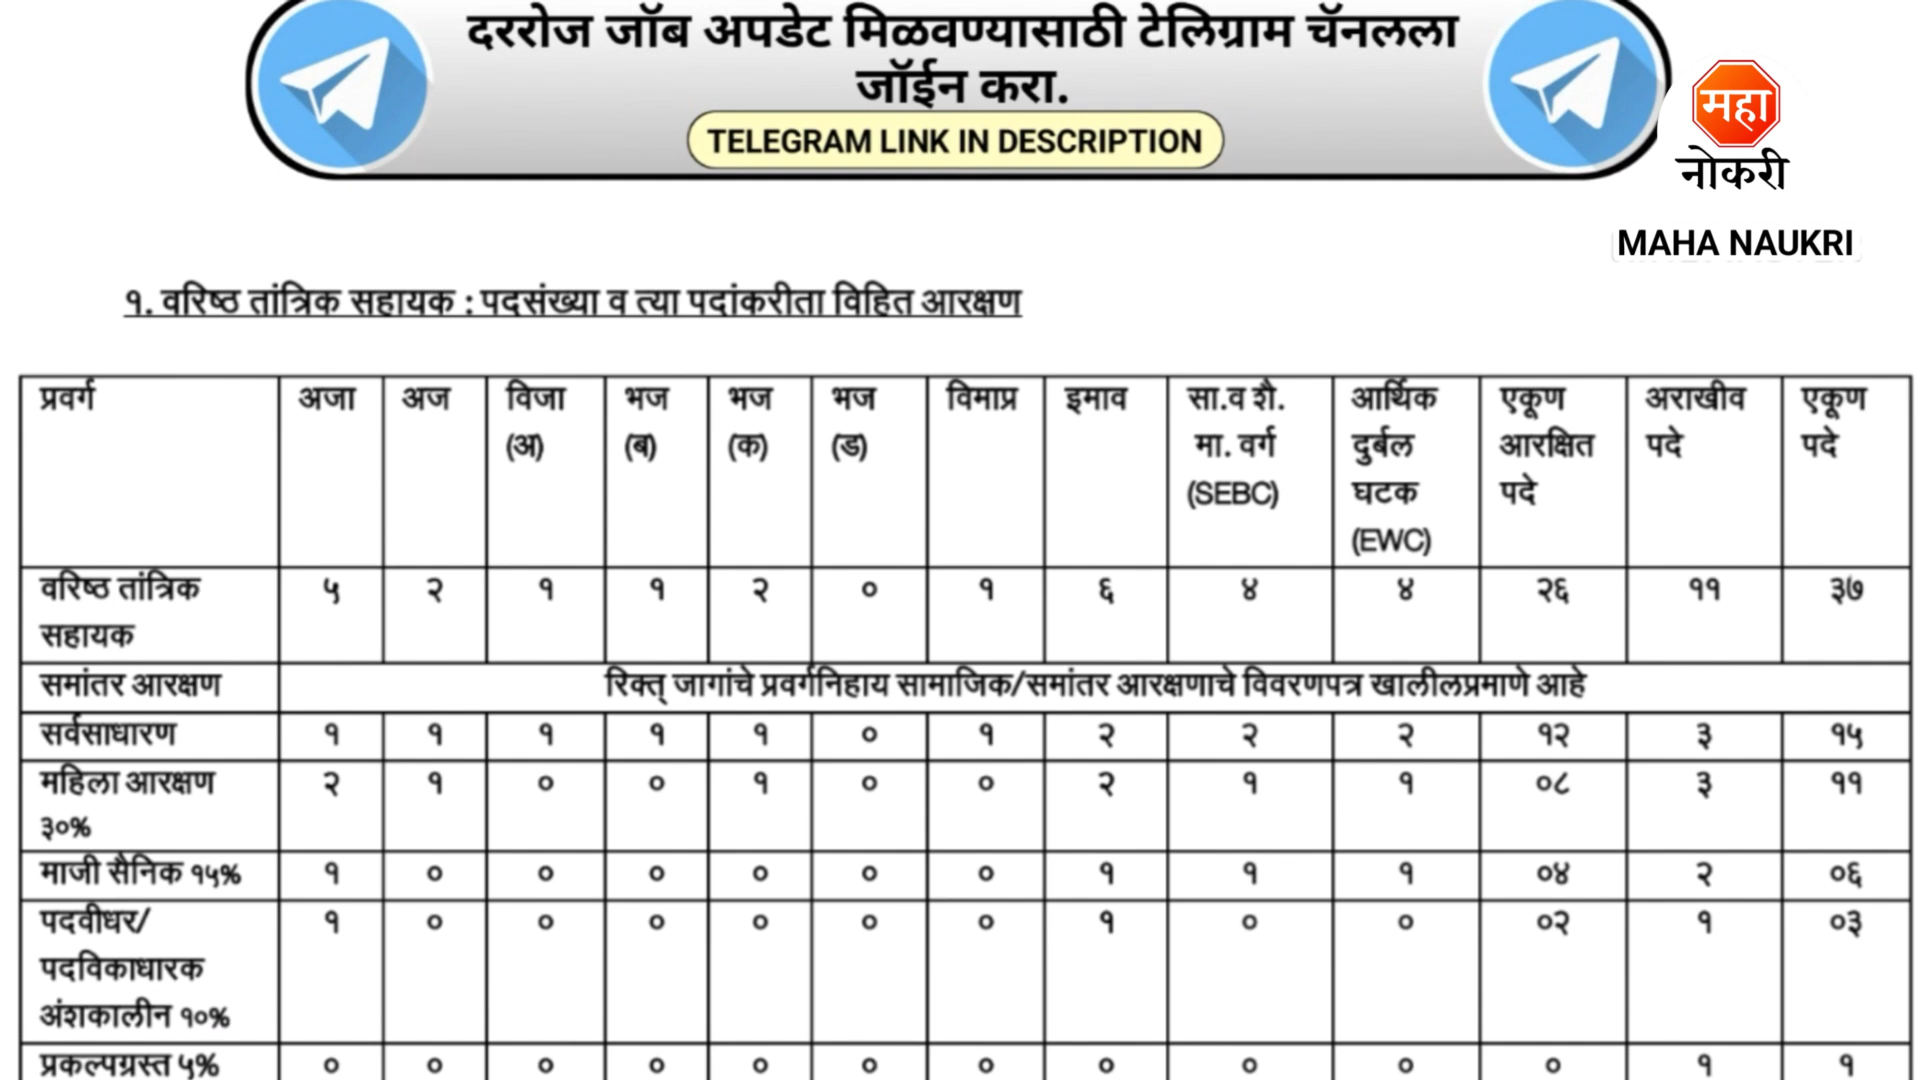 दररोज जॉब अपडेट मिळवण्यासाठी टेलिग्राम चॅनलला
जॉईन करा.
TELEGRAM LINK IN DESCRIPTION
महा
नोकरी
MAHA NAUKRI
१. वरिष्ठ तांत्रिक सहायक : पदसंख्या व त्या पदांकरीता विहित आरक्षण
प्रवर्ग अजा अज विजा (अ) भज (ब) भज (क) भज (ड) विमाप्र इमाव सा.व शै. मा. वर्ग (SEBC) आर्थिक दुर्बल घटक (EWC) एकूण आरक्षित पदे अराखीव पदे एकूण पदे
वरिष्ठ तांत्रिक सहायक ५ २ १ १ २ ० १ ६ ४ ४ २६ ११ ३७
समांतर आरक्षण रिक्त् जागांचे प्रवर्गनिहाय सामाजिक/समांतर आरक्षणाचे विवरणपत्र खालीलप्रमाणे आहे
सर्वसाधारण १ १ १ १ १ ० १ २ २ २ १२ ३ १५
महिला आरक्षण ३०% २ १ ० ० १ ० ० २ १ १ ०८ ३ ११
माजी सैनिक १५% १ ० ० ० ० ० ० १ १ १ ०४ २ ०६
पदवीधर/ पदविकाधारक अंशकालीन १०% १ ० ० ० ० ० ० १ ० ० ०२ १ ०३
प्रकल्पग्रस्त ५% ० ० ० ० ० ० ० ० ० ० ० १ १